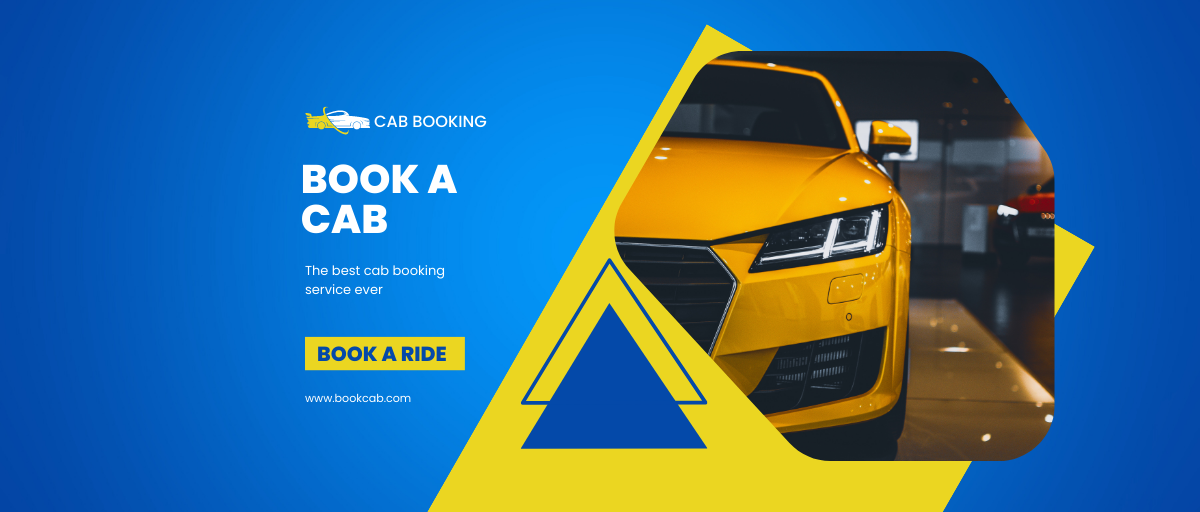 CAB BOOKING
BOOK A
CAB
The best cab booking
service ever
BOOK A RIDE
www.bookcab.com